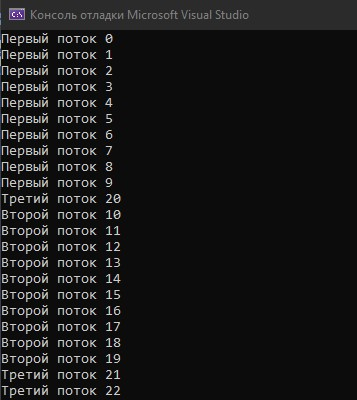 Консоль отладки Microsoft Visual Studio
Первый поток 0
Первый поток 1
Первый поток 2
Первый поток 3
Первый поток 4
Первый поток 5
Первый поток 6
Первый поток 7
Первый поток 8
Первый поток 9
Третий поток 20
Второй поток 10
Второй поток 11
Второй поток 12
Второй поток 13
Второй поток 14
Второй поток 15
Второй поток 16
Второй поток 17
Второй поток 18
Второй поток 19
Третий поток 21
Третий поток 22